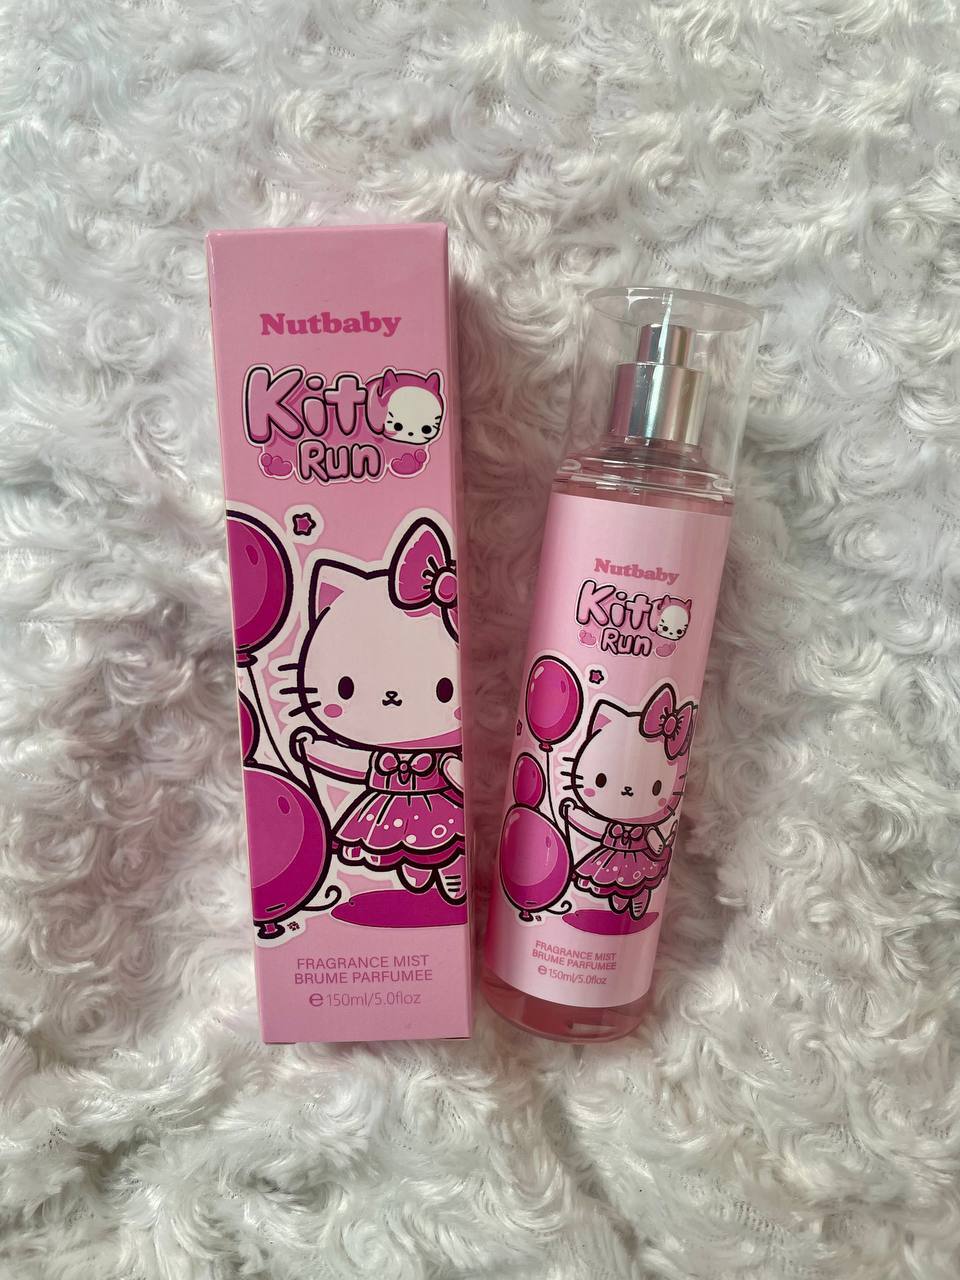 Nutbaby
Kitt
Run
FRAGRANCE MIST
BRUME PARFUMEE
e 150ml/5.0floz
Nutbaby
Kitt
Run
FRAGRANCE MIST
BRUME PARFUMEE
e 150ml/5.0floz